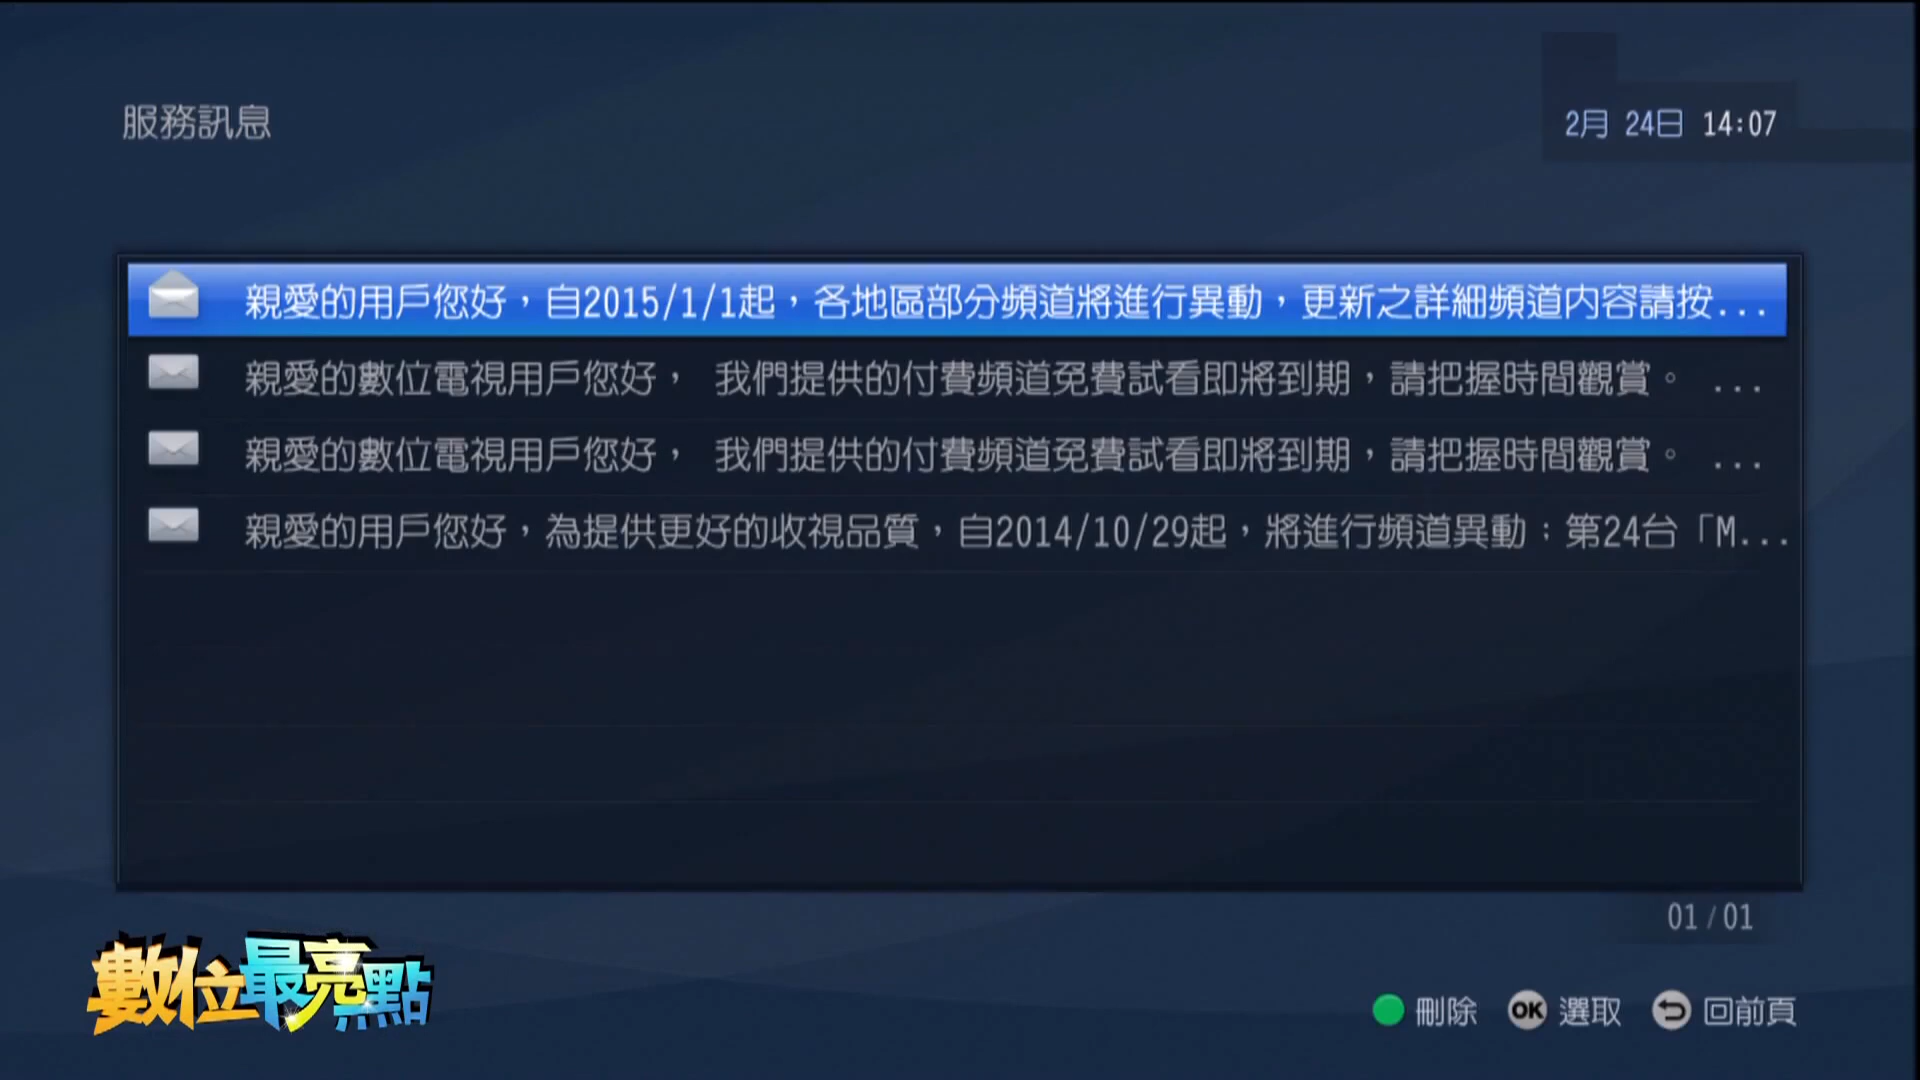 服務訊息
2月 24日 14:07
親愛的用戶您好，自2015/1/1起，各地區部分頻道將進行異動，更新之詳細頻道內容請按...
親愛的數位電視用戶您好， 我們提供的付費頻道免費試看即將到期，請把握時間觀賞。 ...
親愛的數位電視用戶您好， 我們提供的付費頻道免費試看即將到期，請把握時間觀賞。 ...
親愛的用戶您好，為提供更好的收視品質，自2014/10/29起，將進行頻道異動；第24台「M...
01/01
數位最亮點
刪除 OK 選取 回前頁